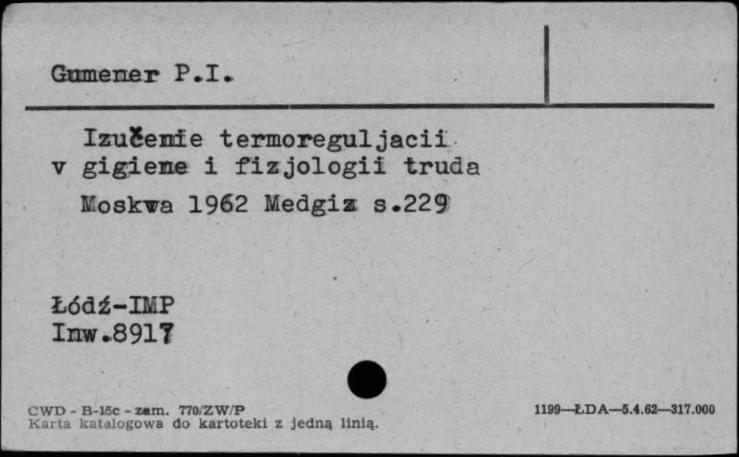 Gumener P.I.
Izučenie termoreguljacii
v gigiene i fizjologii truda
Moskwa 1962 Medgiz s.229
Łódź-IMP
Inw.8917
CWD - B-15c - zam. 770/ZW/P
Karta katalogowa do kartoteki z jedną linią.
1199—ŁDA—5.4.62—317.000